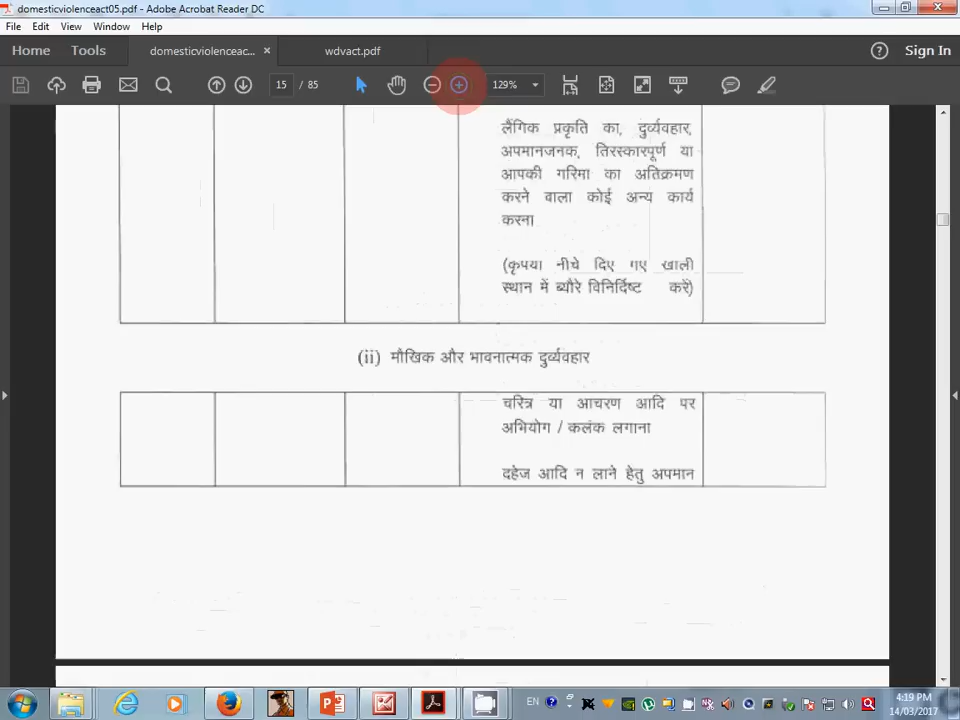 domesticviolenceact05.pdf - Adobe Acrobat Reader DC
File Edit View Window Help
Home Tools domesticviolenceac... × wdvact.pdf Sign In
15 / 85 129%
लैंगिक प्रकृति का, दुर्व्यवहार,
अपमानजनक, तिरस्कारपूर्ण या
आपकी गरिमा का अतिक्रमण
करने वाला कोई अन्य कार्य
करना
(कृपया नीचे दिए गए खाली
स्थान में ब्यौरे विनिर्दिष्ट करें)
(ii) मौखिक और भावनात्मक दुर्व्यवहार
चरित्र या आचरण आदि पर
अभियोग / कलंक लगाना
दहेज आदि न लाने हेतु अपमान
EN 4:19 PM
14/03/2017